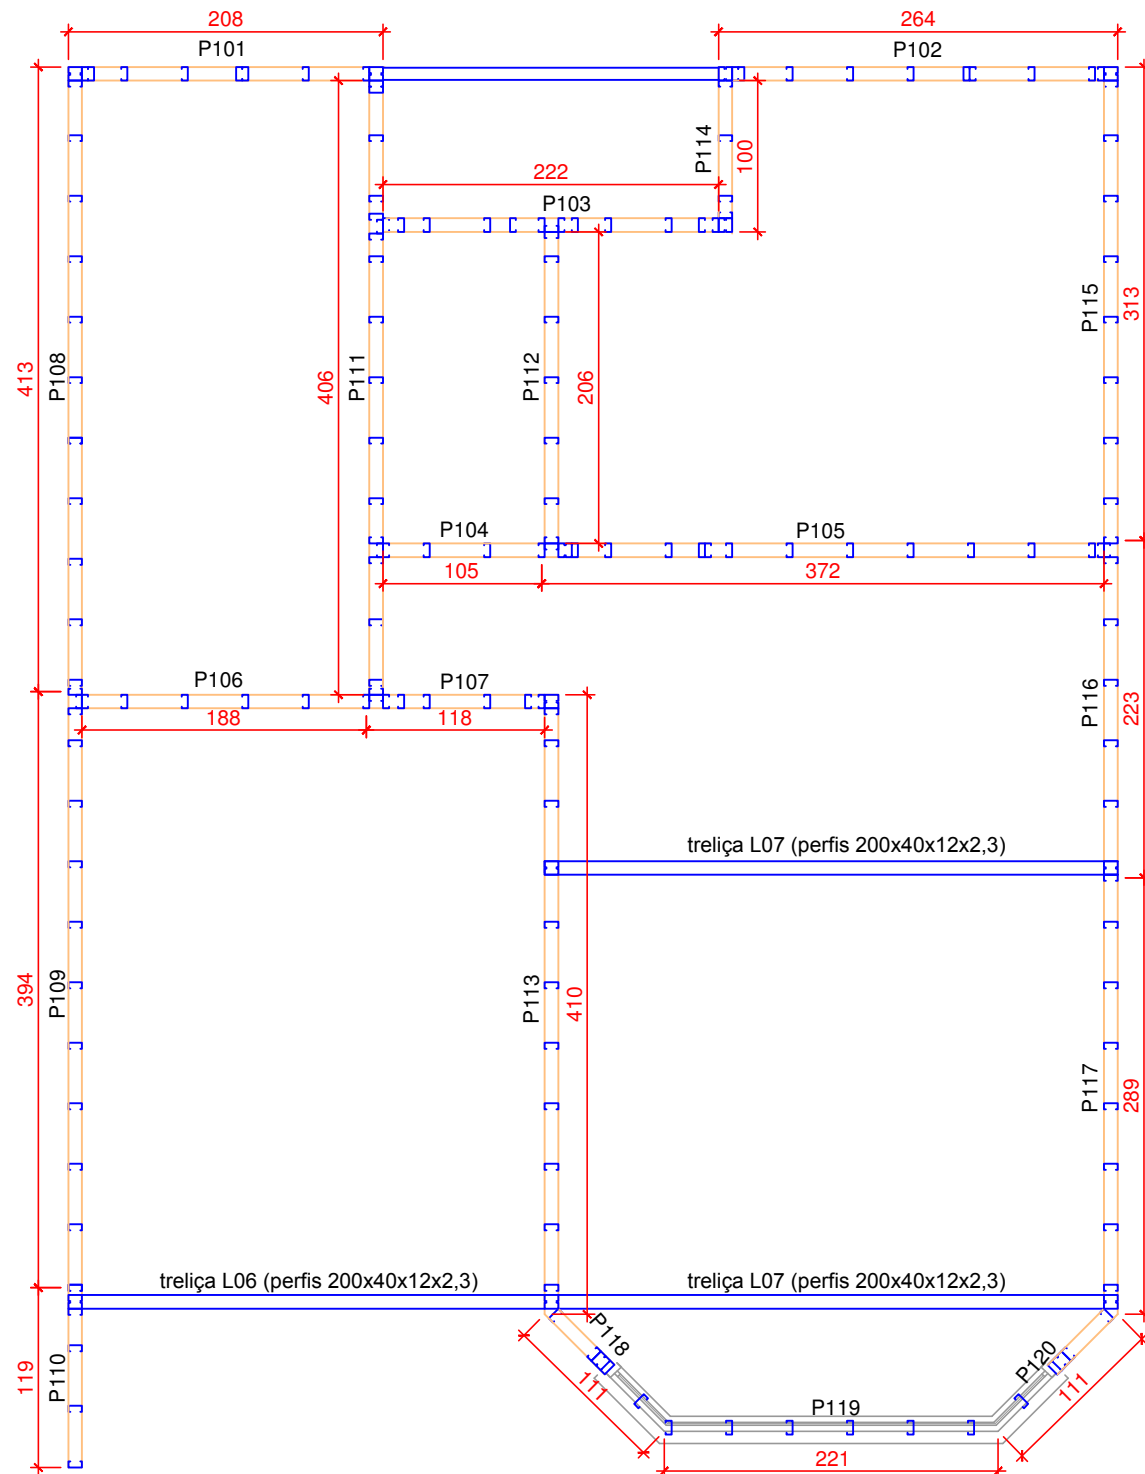 208
264
P101
P102
P114
100
222
P103
413
P108
406
P111
P112
206
P115
313
P104
P105
105
372
P106
P107
188
118
P116
223
treliça L07 (perfis 200x40x12x2,3)
394
P109
P113
410
P117
289
treliça L06 (perfis 200x40x12x2,3)
treliça L07 (perfis 200x40x12x2,3)
119
P110
P118
111
P120
111
P119
221